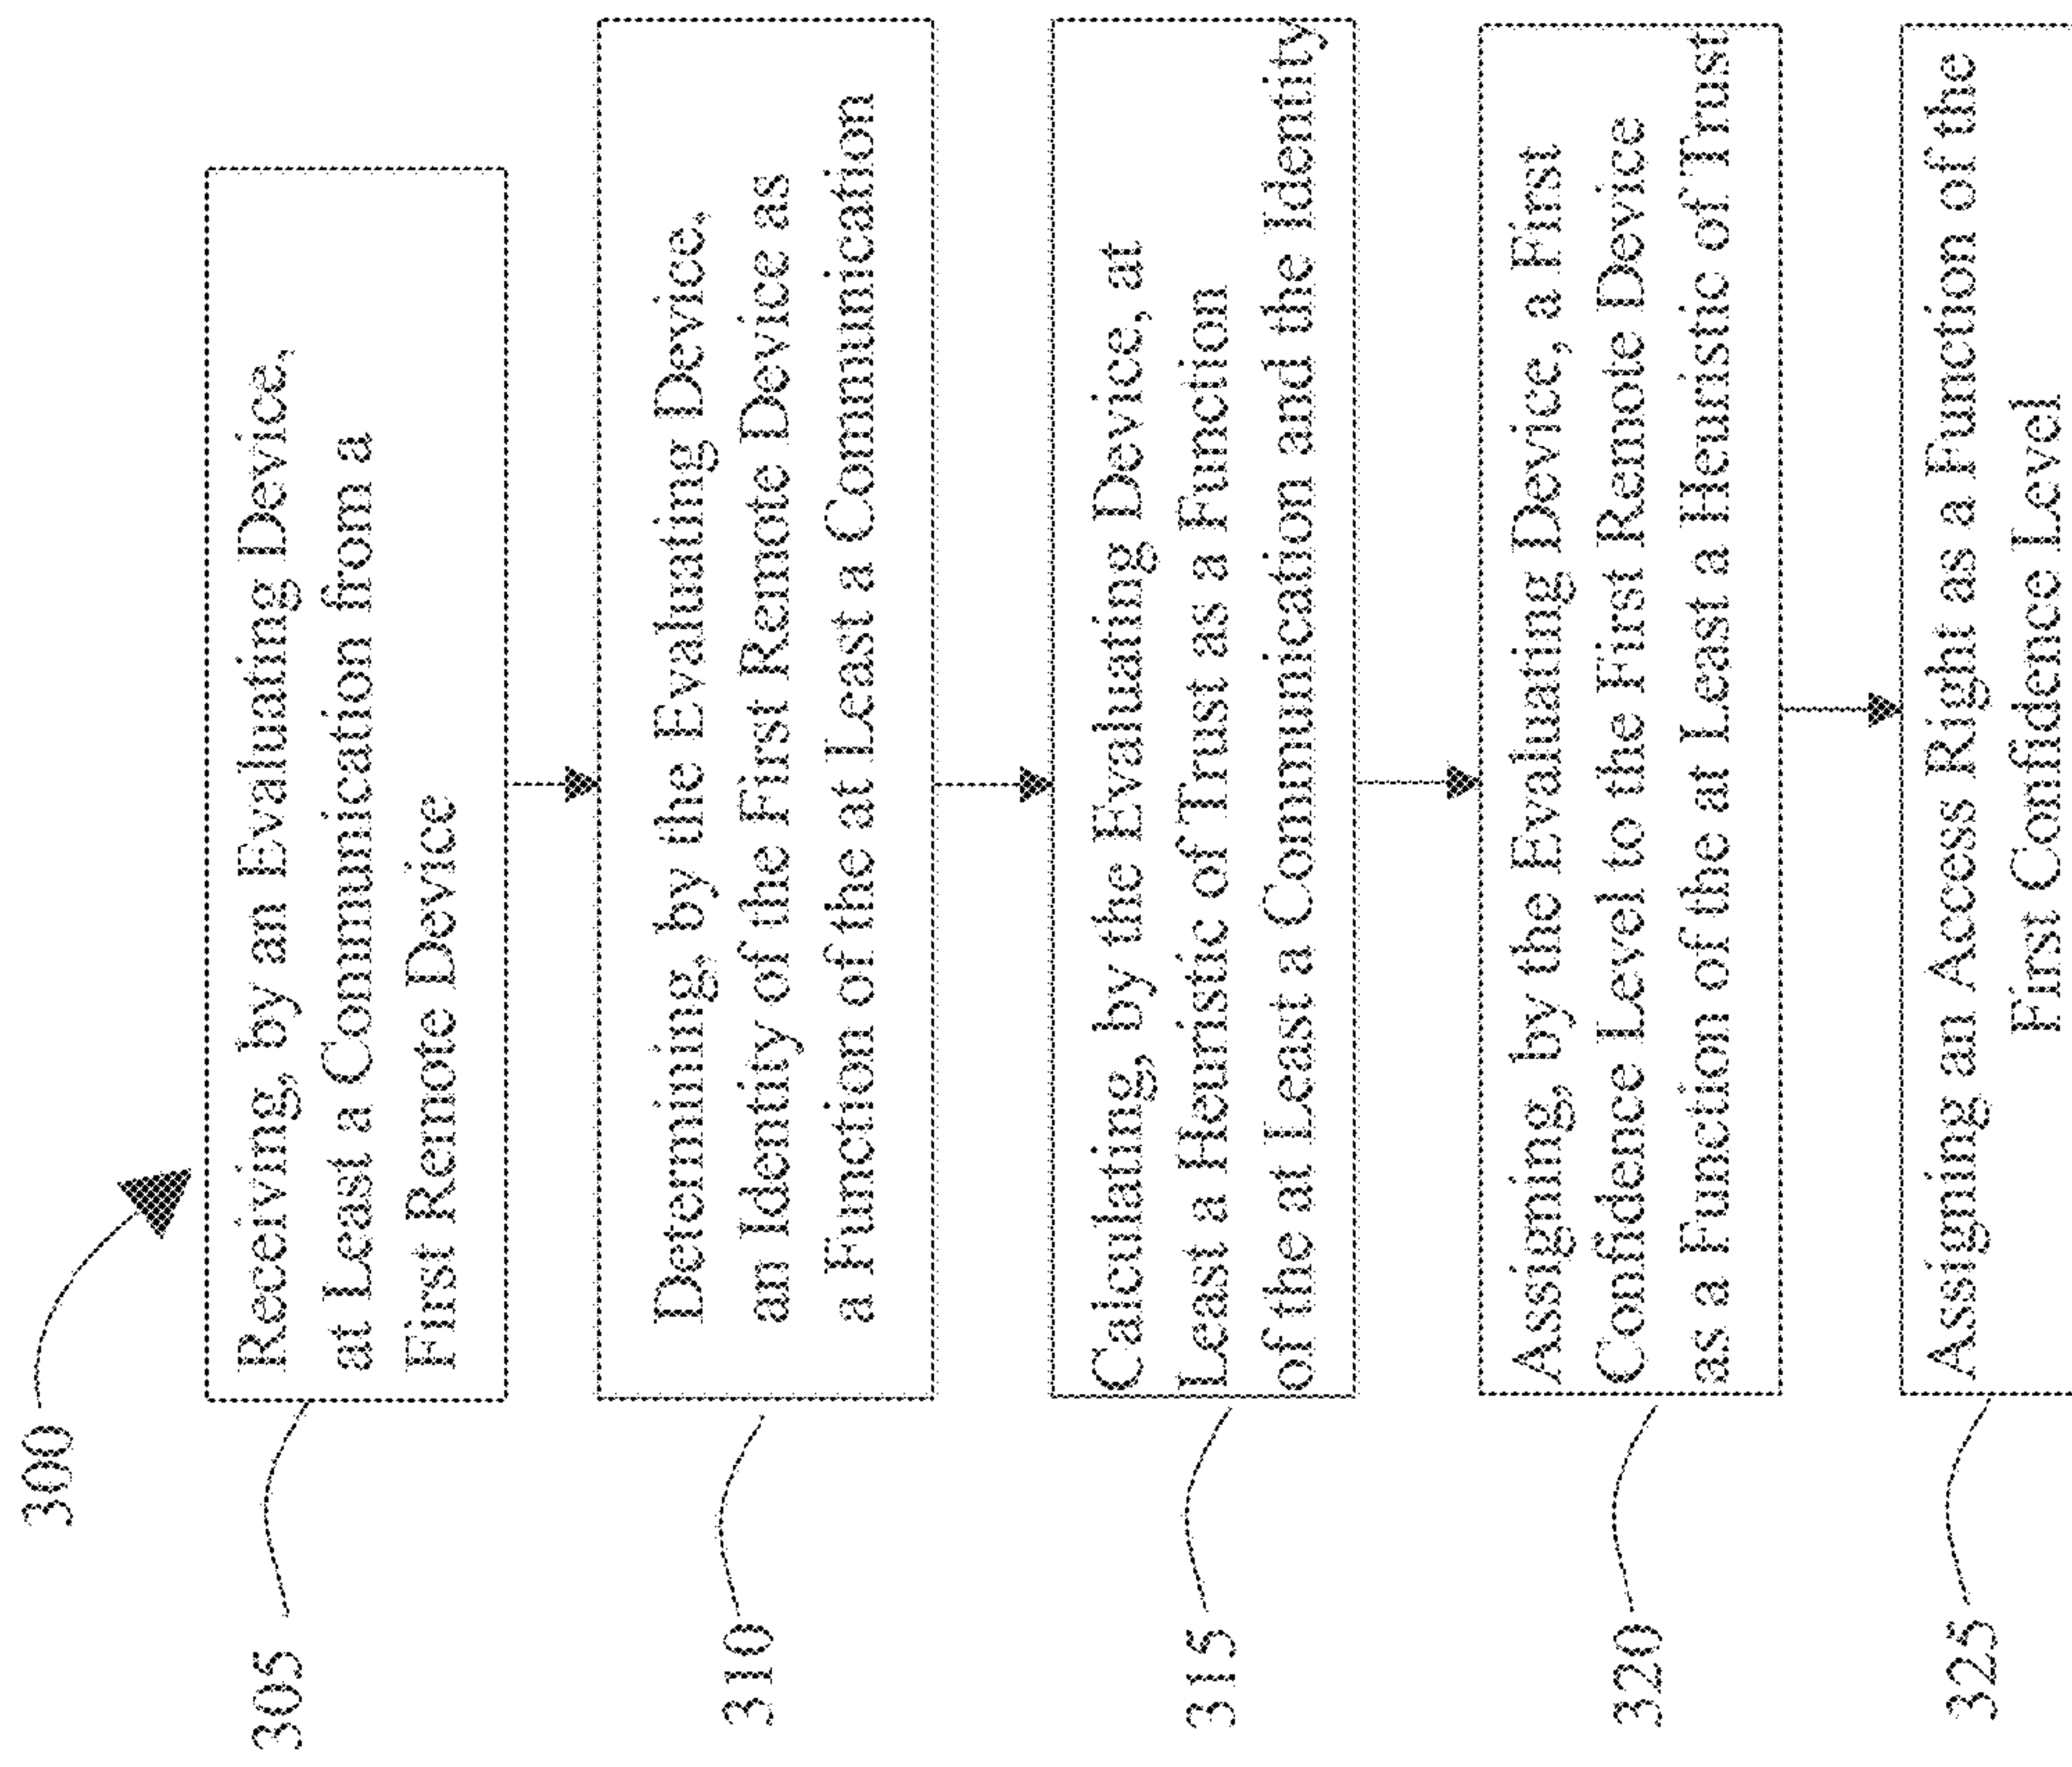 300
305
Receiving, by an Evaluating Device,
at Least a Communication from a
First Remote Device
310
Determining, by the Evaluating Device,
an Identity of the First Remote Device as
a Function of the at Least a Communication
315
Calculating, by the Evaluating Device, at
Least a Heuristic of Trust as a Function
of the at Least a Communication and the Identity
320
Assigning, by the Evaluating Device, a First
Confidence Level to the First Remote Device
as a Function of the at Least a Heuristic of Trust
325
Assigning an Access Right as a Function of the
First Confidence Level